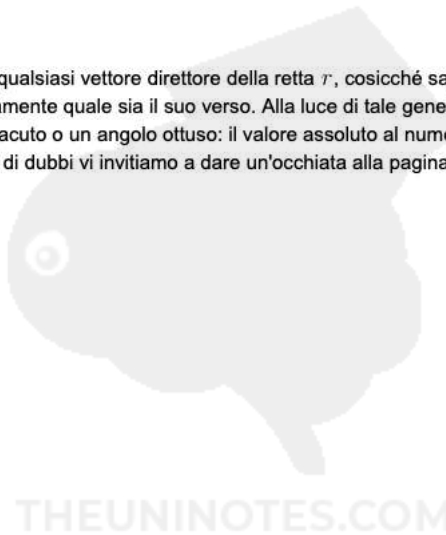 qualsiasi vettore direttore della retta r, cosicché sa
amente quale sia il suo verso. Alla luce di tale gene
acuto o un angolo ottuso: il valore assoluto al nume
di dubbi vi invitiamo a dare un'occhiata alla pagina
THEUNINOTES.COM